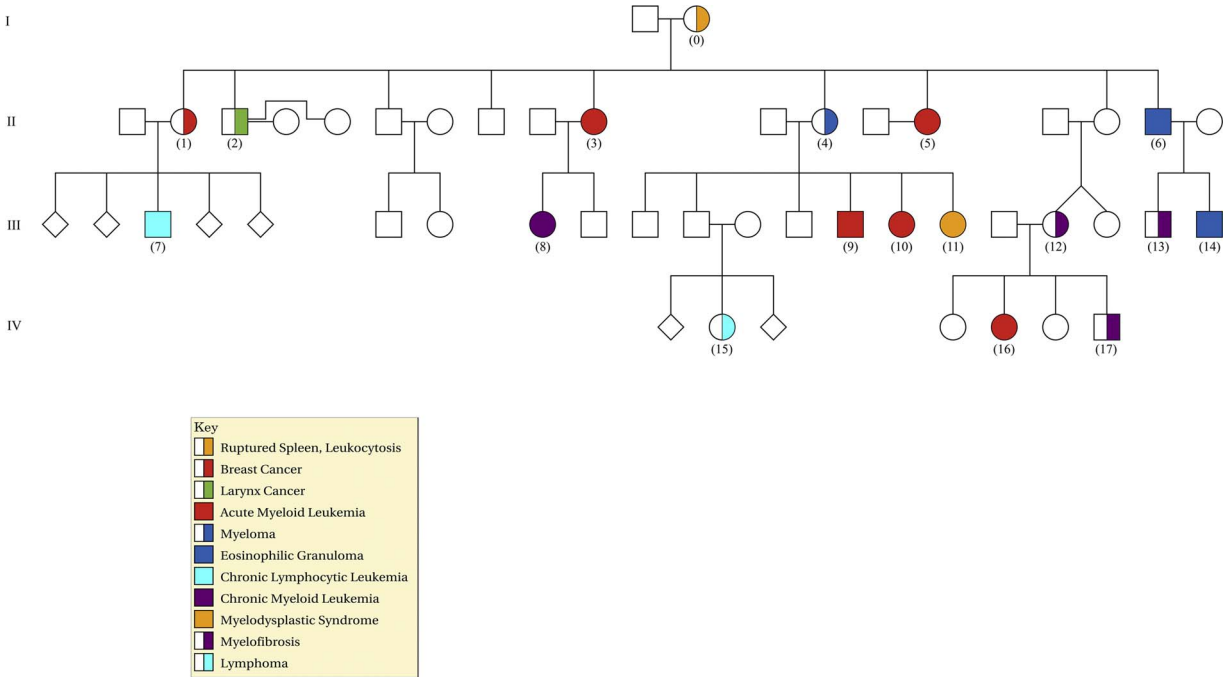 I
(0)
II
(1)
(2)
(3)
(4)
(5)
(6)
III
(7)
(8)
(9)
(10)
(11)
(12)
(13)
(14)
IV
(15)
(16)
(17)
Key
Ruptured Spleen, Leukocytosis
Breast Cancer
Larynx Cancer
Acute Myeloid Leukemia
Myeloma
Eosinophilic Granuloma
Chronic Lymphocytic Leukemia
Chronic Myeloid Leukemia
Myelodysplastic Syndrome
Myelofibrosis
Lymphoma